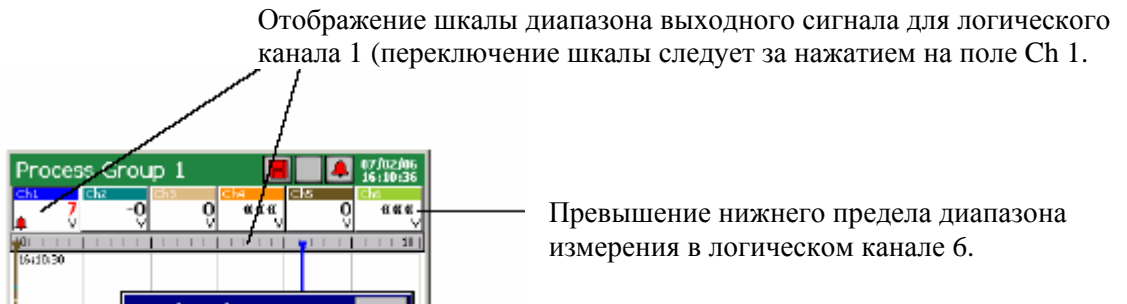 Отображение шкалы диапазона выходного сигнала для логического
канала 1 (переключение шкалы следует за нажатием на поле Ch 1.
Process Group 1 07/02/06
16:10:36
Ch1 Ch2 Ch3 Ch4 Ch5 Ch6
7 -0 0 ««« 0 «««
V V V V V V
16:10:30
Превышение нижнего предела диапазона
измерения в логическом канале 6.